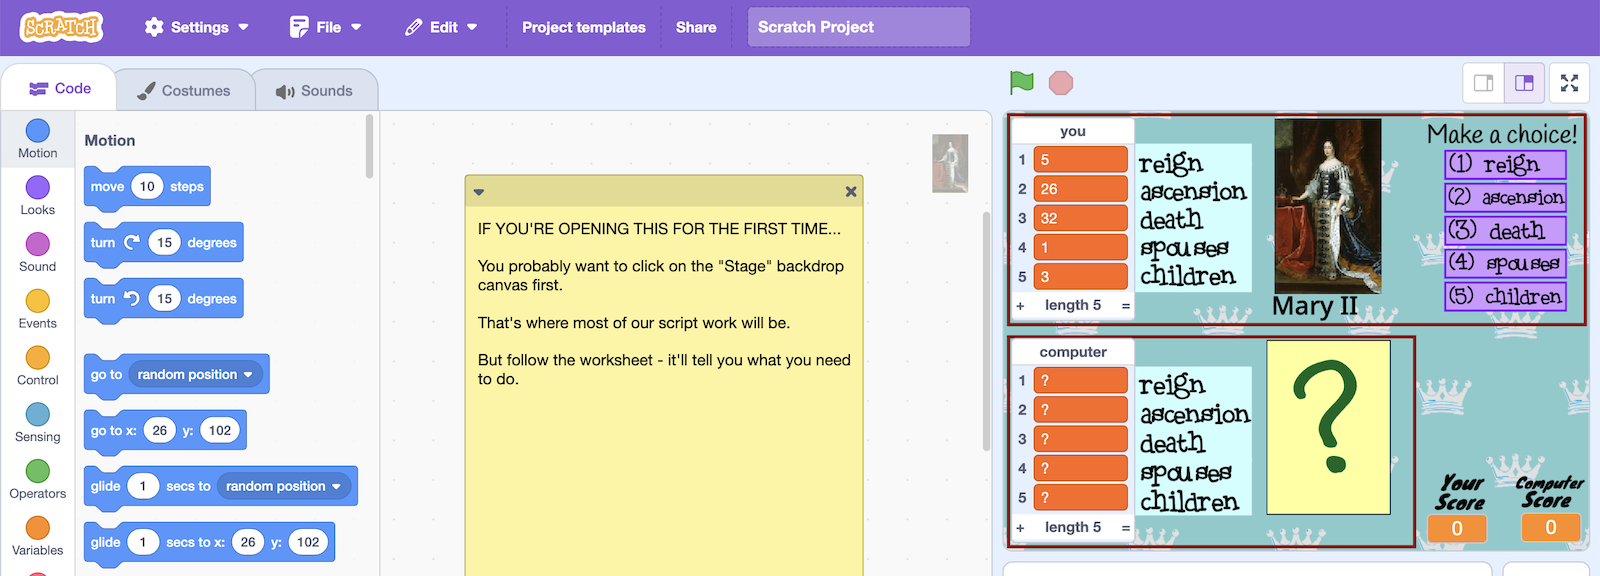 SCRATCH
Settings
File
Edit
Project templates
Share
Scratch Project
Code
Costumes
Sounds
Motion
Looks
Sound
Events
Control
Sensing
Operators
Variables
Motion
move 10 steps
turn 15 degrees
turn 15 degrees
go to random position
go to x: 26 y: 102
glide 1 secs to random position
glide 1 secs to x: 26 y: 102
IF YOU'RE OPENING THIS FOR THE FIRST TIME...
You probably want to click on the "Stage" backdrop
canvas first.
That's where most of our script work will be.
But follow the worksheet - it'll tell you what you need
to do.
you
1 5
2 26
3 32
4 1
5 3
+ length 5 =
reign
ascension
death
spouses
children
Mary II
Make a choice!
(1) reign
(2) ascension
(3) death
(4) spouses
(5) children
computer
1 ?
2 ?
3 ?
4 ?
5 ?
+ length 5 =
reign
ascension
death
spouses
children
?
Your
Score
0
Computer
Score
0